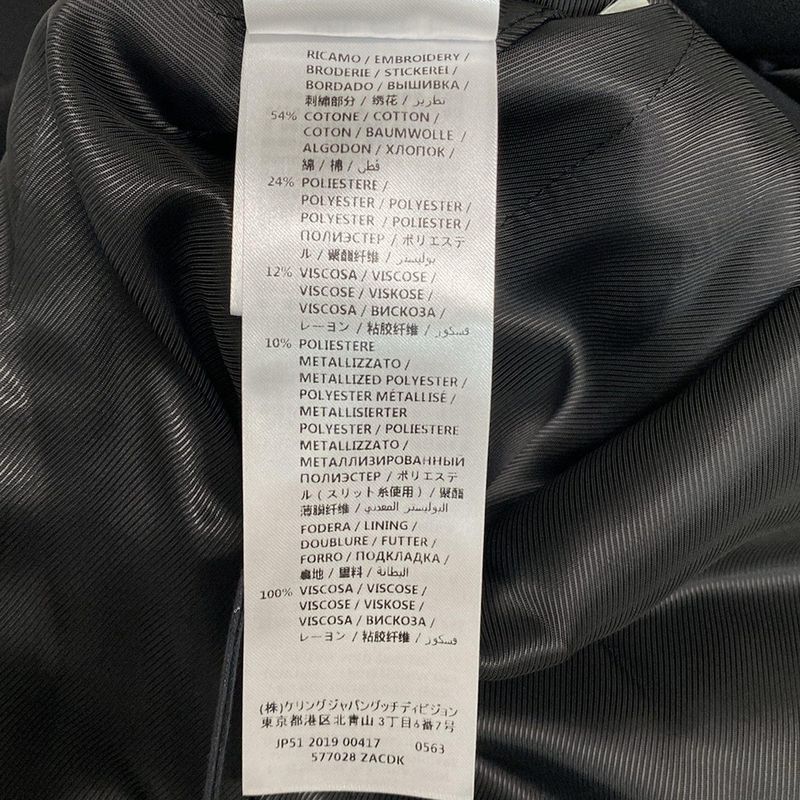 RICAMO / EMBROIDERY /
BRODERIE / STICKEREI /
BORDADO / ВЫШИВКА /
刺繍部分 / 绣花 / تطريز
54% COTONE / COTTON /
COTON / BAUMWOLLE /
ALGODON / ХЛОПОК /
綿 / 棉 / قطن
24% POLIESTERE /
POLYESTER / POLYESTER /
POLYESTER / POLIESTER /
ПОЛИЭСТЕР / ポリエステ
ル / 聚酯纤维 / بوليستر
12% VISCOSA / VISCOSE /
VISCOSE / VISKOSE /
VISCOSA / ВИСКОЗА /
レーヨン / 粘胶纤维 / فسكوز
10% POLIESTERE
METALLIZZATO /
METALLIZED POLYESTER /
POLYESTER MÉTALLISÉ /
METALLISIERTER
POLYESTER / POLIESTERE
METALLIZZATO /
МЕТАЛЛИЗИРОВАННЫЙ
ПОЛИЭСТЕР / ポリエステ
ル ( スリット糸使用 ) / 聚酯
薄膜纤维 / البوليستر المعدني
FODERA / LINING /
DOUBLURE / FUTTER /
FORRO / ПОДКЛАДКА /
裏地 / 里料 / البطانة
100% VISCOSA / VISCOSE /
VISCOSE / VISKOSE /
VISCOSA / ВИСКОЗА /
レーヨン / 粘胶纤维 / فسكوز
(株)ケリングジャパングッチディビジョン
東京都港区北青山3丁目6番7号
JP51 2019 00417 0563
577028 ZACDK